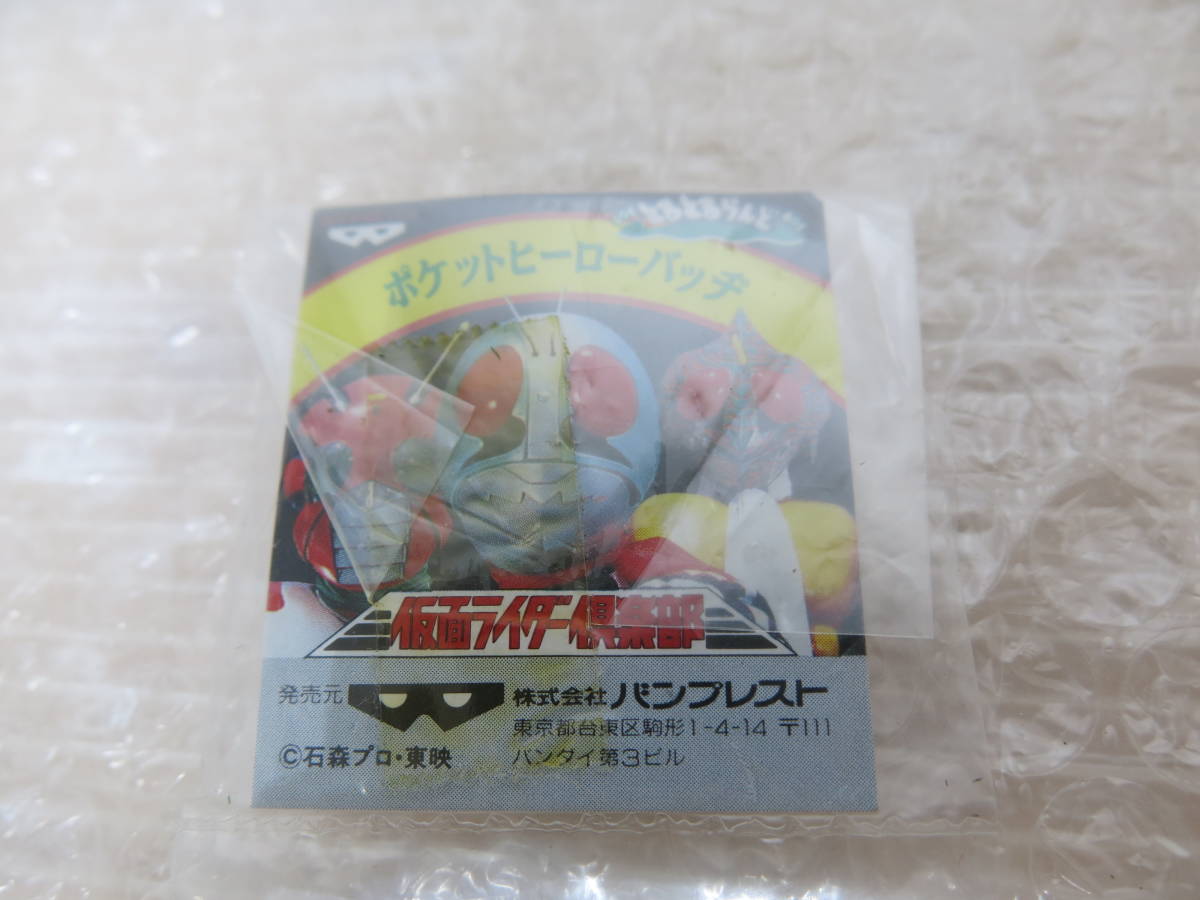 ポケットヒーローバッヂ
仮面ライダー倶楽部
発売元 株式会社 バンプレスト
東京都台東区駒形1-4-14 〒111
©石森プロ・東映 バンダイ第3ビル